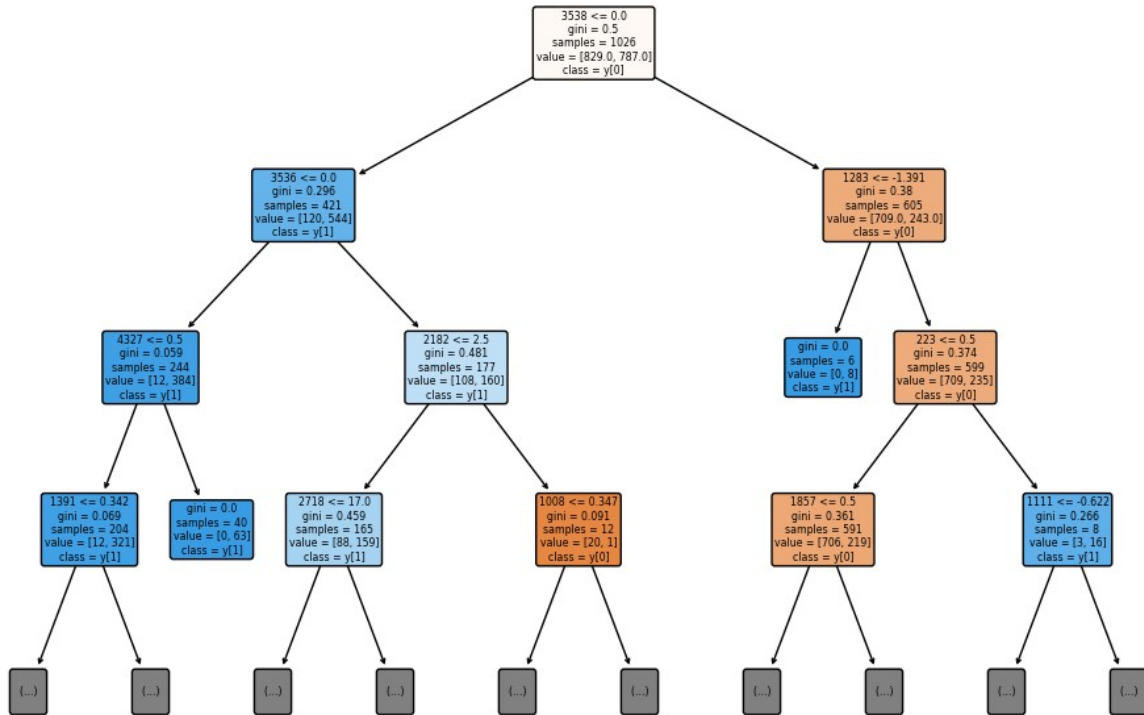 3538 <= 0.0
gini = 0.5
samples = 1026
value = [829.0, 787.0]
class = y[0]
3536 <= 0.0
gini = 0.296
samples = 421
value = [120, 544]
class = y[1]
1283 <= -1.391
gini = 0.38
samples = 605
value = [709.0, 243.0]
class = y[0]
4327 <= 0.5
gini = 0.059
samples = 244
value = [12, 384]
class = y[1]
2182 <= 2.5
gini = 0.481
samples = 177
value = [108, 160]
class = y[1]
gini = 0.0
samples = 6
value = [0, 8]
class = y[1]
223 <= 0.5
gini = 0.374
samples = 599
value = [709, 235]
class = y[0]
1391 <= 0.342
gini = 0.069
samples = 204
value = [12, 321]
class = y[1]
gini = 0.0
samples = 40
value = [0, 63]
class = y[1]
2718 <= 17.0
gini = 0.459
samples = 165
value = [88, 159]
class = y[1]
1008 <= 0.347
gini = 0.091
samples = 12
value = [20, 1]
class = y[0]
1857 <= 0.5
gini = 0.361
samples = 591
value = [706, 219]
class = y[0]
1111 <= -0.622
gini = 0.266
samples = 8
value = [3, 16]
class = y[1]
(...)
(...)
(...)
(...)
(...)
(...)
(...)
(...)
(...)
(...)